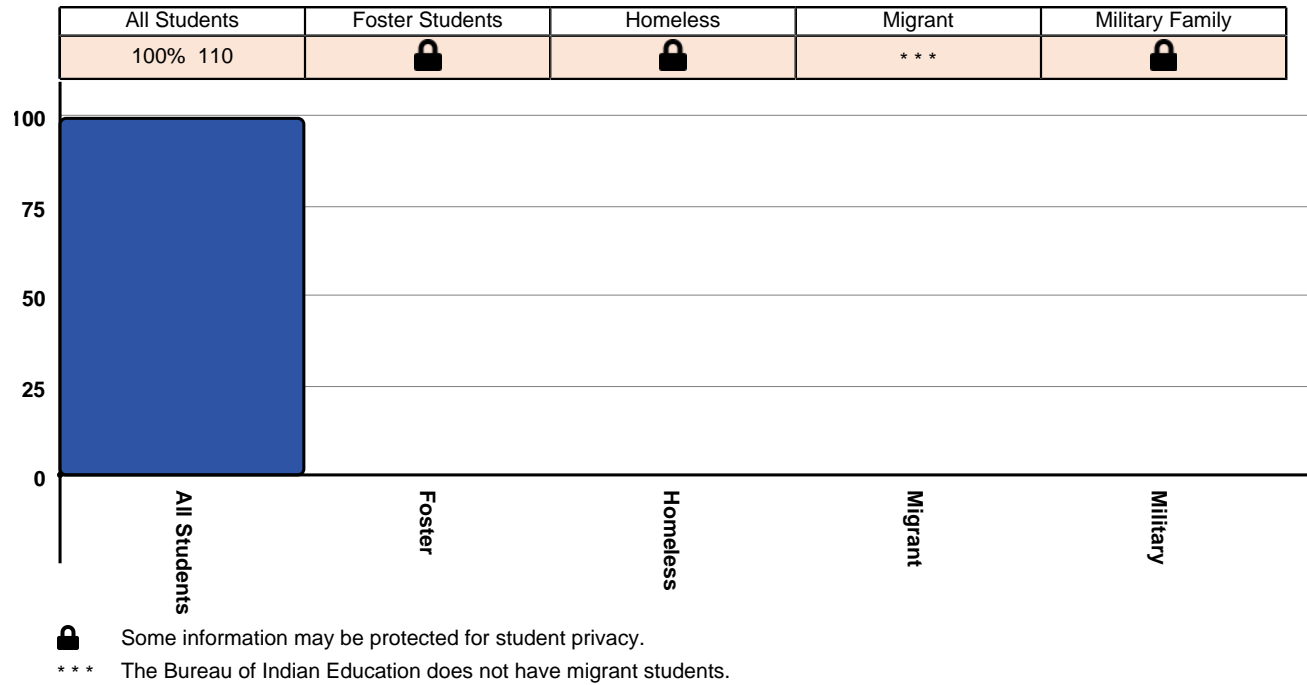 All Students Foster Students Homeless Migrant Military Family
100% 110 * * *
100
75
50
25
0
All Students Foster Homeless Migrant Military
Some information may be protected for student privacy.
* * * The Bureau of Indian Education does not have migrant students.